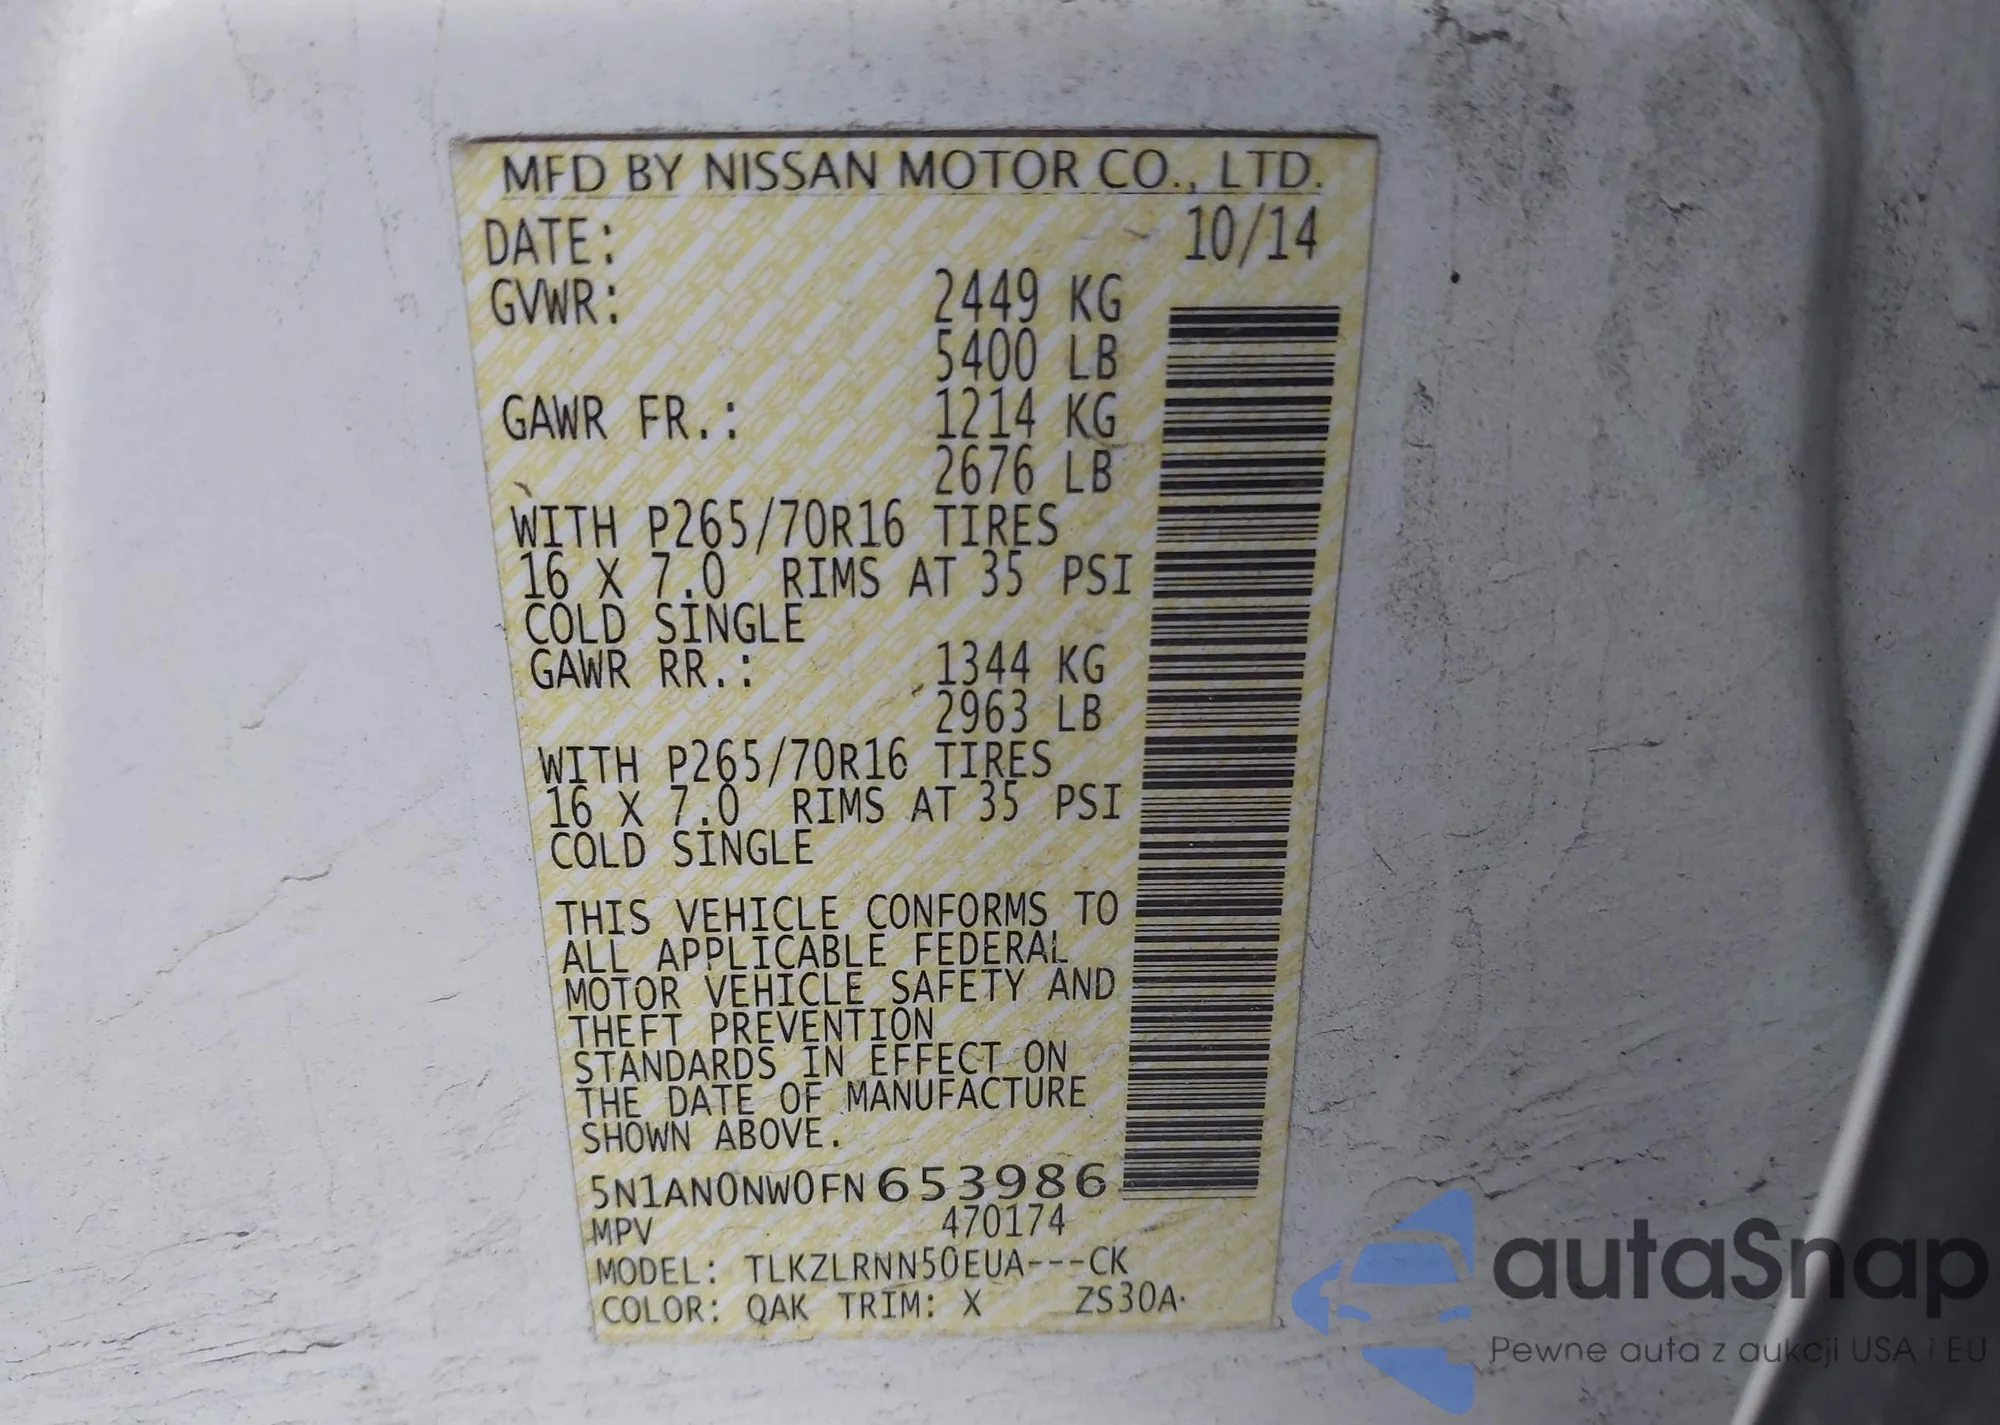 MFD BY NISSAN MOTOR CO., LTD.
DATE: 10/14
GVWR: 2449 KG
5400 LB
GAWR FR.: 1214 KG
2676 LB
WITH P265/70R16 TIRES
16 X 7.0 RIMS AT 35 PSI
COLD SINGLE
GAWR RR.: 1344 KG
2963 LB
WITH P265/70R16 TIRES
16 X 7.0 RIMS AT 35 PSI
COLD SINGLE
THIS VEHICLE CONFORMS TO
ALL APPLICABLE FEDERAL
MOTOR VEHICLE SAFETY AND
THEFT PREVENTION
STANDARDS IN EFFECT ON
THE DATE OF MANUFACTURE
SHOWN ABOVE.
5N1AN0NW0FN653986
MPV 470174
MODEL: TLKZLRNN50EUA---CK
COLOR: QAK TRIM: X ZS30A
autaSnap
Pewne auta z aukcji USA i EU